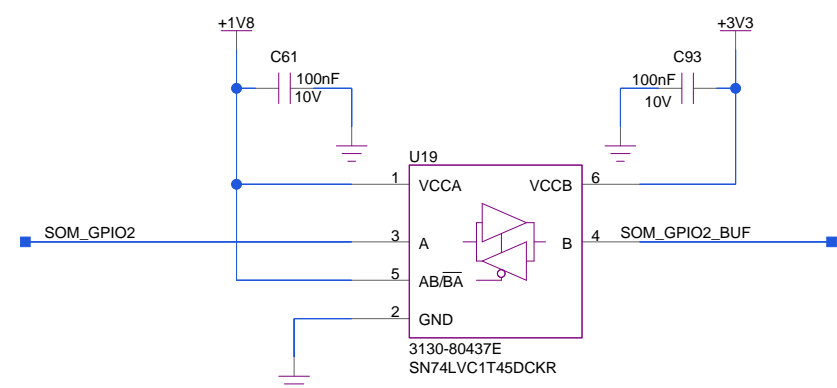 +1V8
+3V3
C61
100nF
10V
C93
100nF
10V
U19
1
VCCA
VCCB
6
SOM_GPIO2
3
A
B
4
SOM_GPIO2_BUF
5
AB/B̅A̅
2
GND
3130-80437E
SN74LVC1T45DCKR